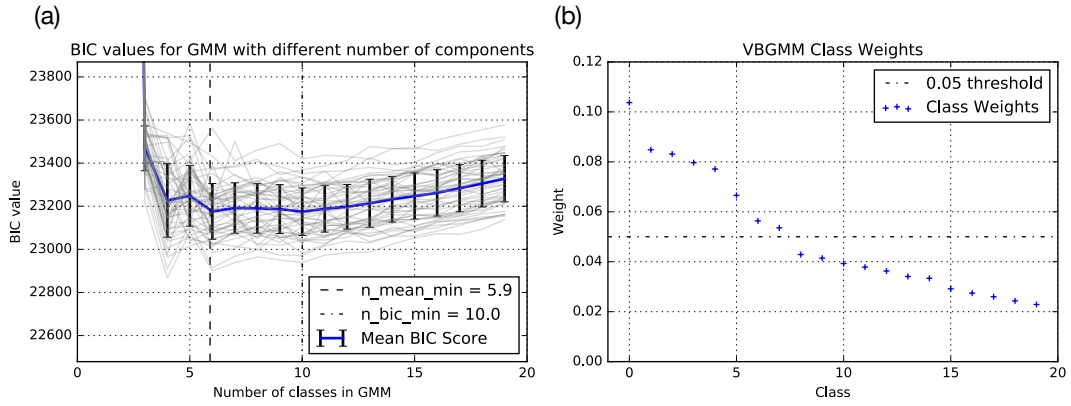 (a)
BIC values for GMM with different number of components
23800
23600
23400
23200
23000
22800
22600
BIC value
n_mean_min = 5.9
n_bic_min = 10.0
Mean BIC Score
0 5 10 15 20
Number of classes in GMM
(b)
VBGMM Class Weights
0.12
0.10
0.08
0.06
0.04
0.02
0.00
Weight
0.05 threshold
Class Weights
0 5 10 15 20
Class